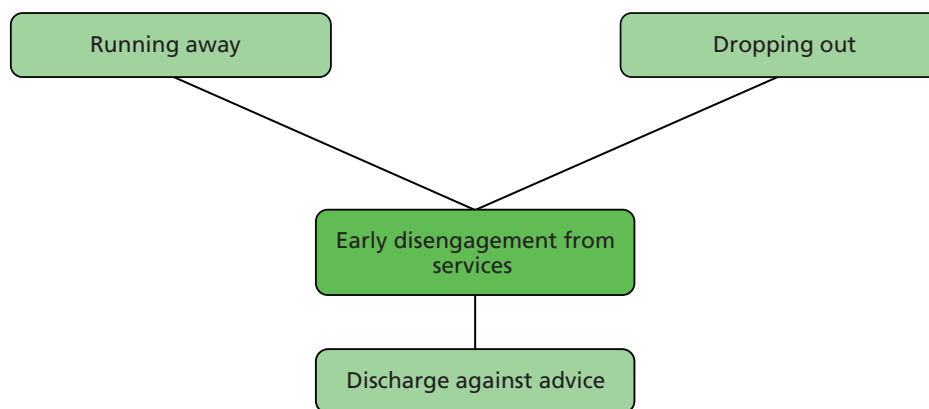 Running away
Dropping out
Early disengagement from
services
Discharge against advice